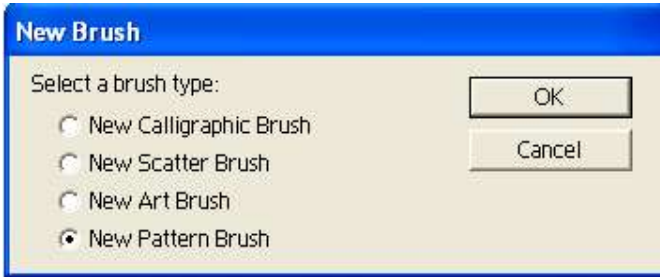 New Brush
Select a brush type:
New Calligraphic Brush
New Scatter Brush
New Art Brush
New Pattern Brush
OK
Cancel